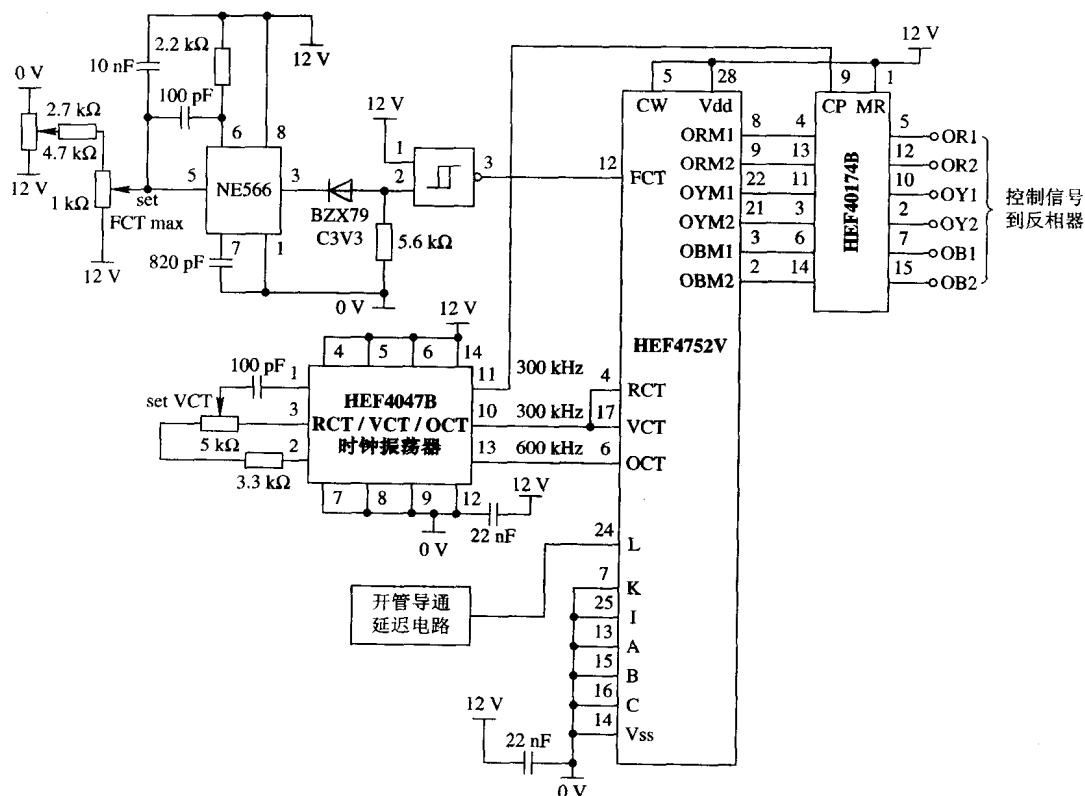 12 V
2.2 kΩ
12 V
10 nF
0 V
100 pF
2.7 kΩ
4.7 kΩ
12 V
1 kΩ
set
FCT max
12 V
5
6
8
NE566
3
7
1
820 pF
BZX79
C3V3
5.6 kΩ
0 V
12 V
1
2
3
12
5
28
CW
Vdd
FCT
ORM1
ORM2
OYM1
OYM2
OBM1
OBM2
8
9
22
21
3
2
HEF4752V
4
13
11
3
6
14
9
1
CP MR
HEF40174B
5
12
10
2
7
15
OR1
OR2
OY1
OY2
OB1
OB2
控制信号
到反相器
12 V
4
5
6
14
100 pF
1
set VCT
3
5 kΩ
2
3.3 kΩ
HEF4047B
RCT / VCT / OCT
时钟振荡器
11
300 kHz
10
300 kHz
13
600 kHz
7
8
9
12
0 V
22 nF
12 V
4
RCT
17
VCT
6
OCT
24
L
7
K
25
I
13
A
15
B
16
C
14
Vss
开管导通
延迟电路
12 V
22 nF
0 V